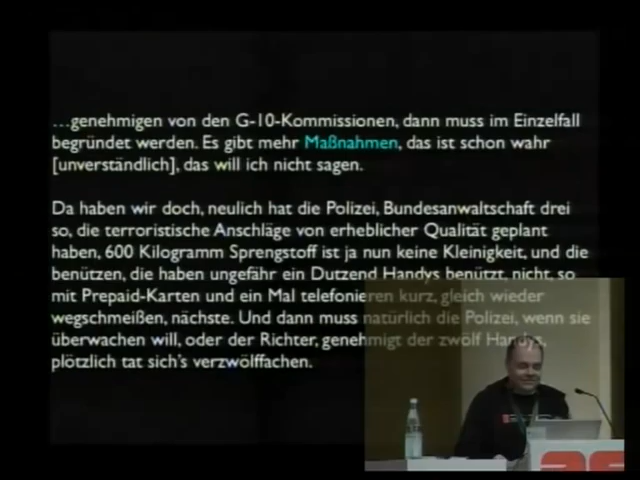 ...genehmigen von den G-10-Kommissionen, dann muss im Einzelfall
begründet werden. Es gibt mehr Maßnahmen, das ist schon wahr
[unverständlich], das will ich nicht sagen.
Da haben wir doch, neulich hat die Polizei, Bundesanwaltschaft drei
so, die terroristische Anschläge von erheblicher Qualität geplant
haben, 600 Kilogramm Sprengstoff ist ja nun keine Kleinigkeit, und die
benützen, die haben ungefähr ein Dutzend Handys benützt, nicht, so
mit Prepaid-Karten und ein Mal telefonieren kurz, gleich wieder
wegschmeißen, nächste. Und dann muss natürlich die Polizei, wenn sie
überwachen will, oder der Richter, genehmigt der zwölf Handys,
plötzlich tat sich's verzwölffachen.